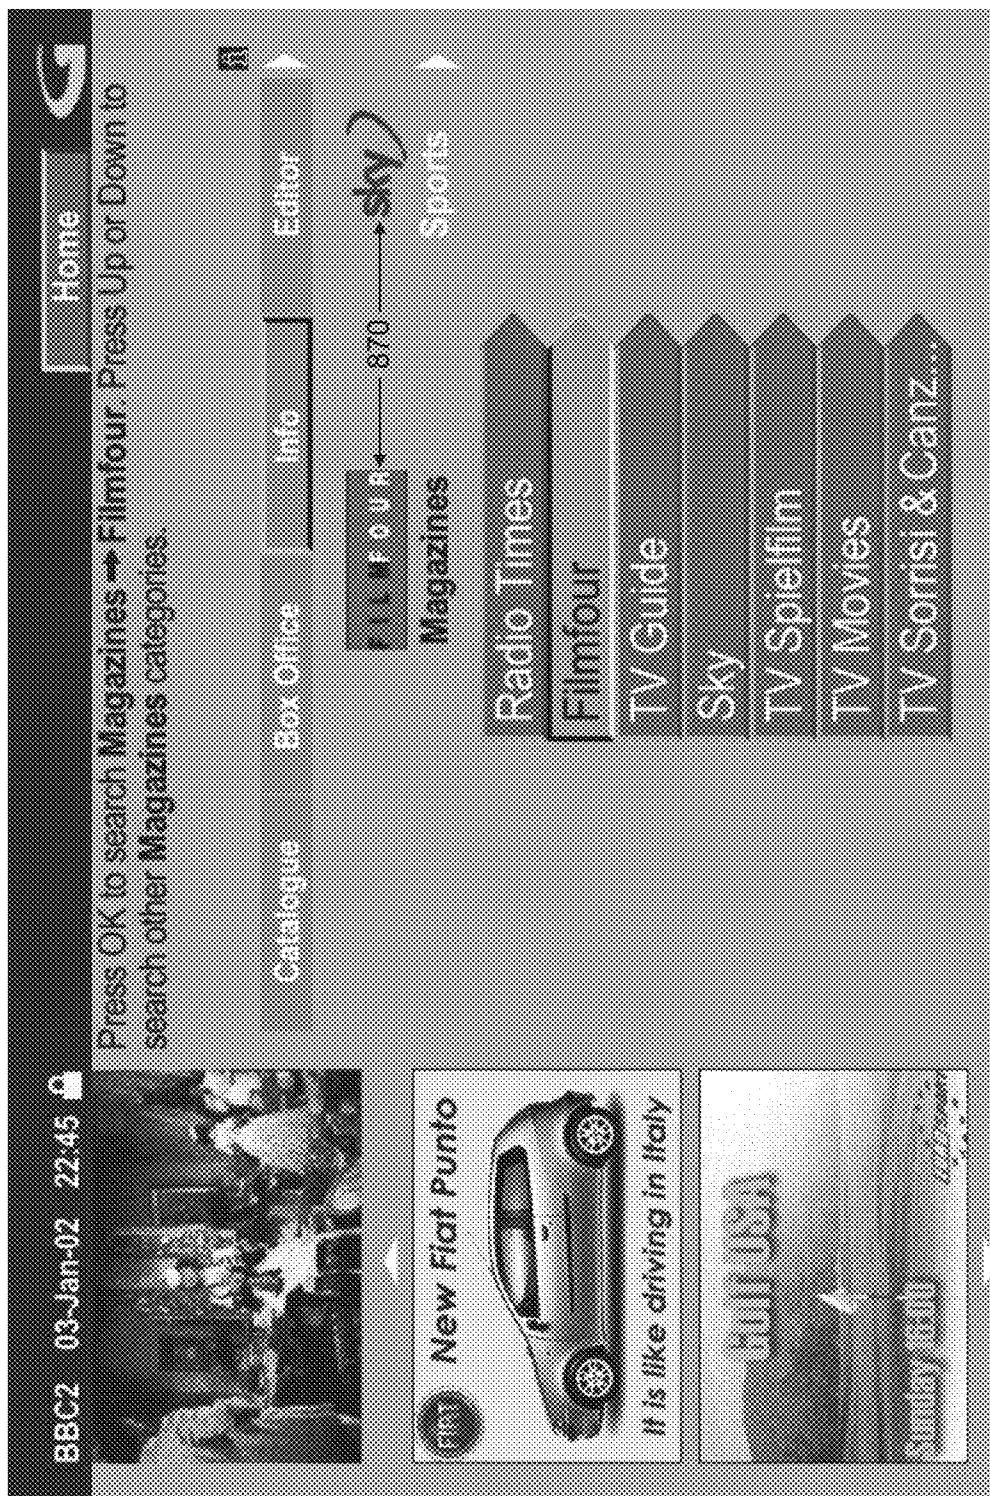 BBC2 03-Jan-02 22:45
Home
Press OK to search Magazines ➔ Filmfour. Press Up or Down to
search other Magazines categories.
Catalogue Box Office Info Editor
FILMFOUR 870 sky
Magazines Sports
Radio Times
Filmfour
TV Guide
Sky
TV Spielfilm
TV Movies
TV Sorrisi & Canz...
FIAT New Fiat Punto
It is like driving in Italy